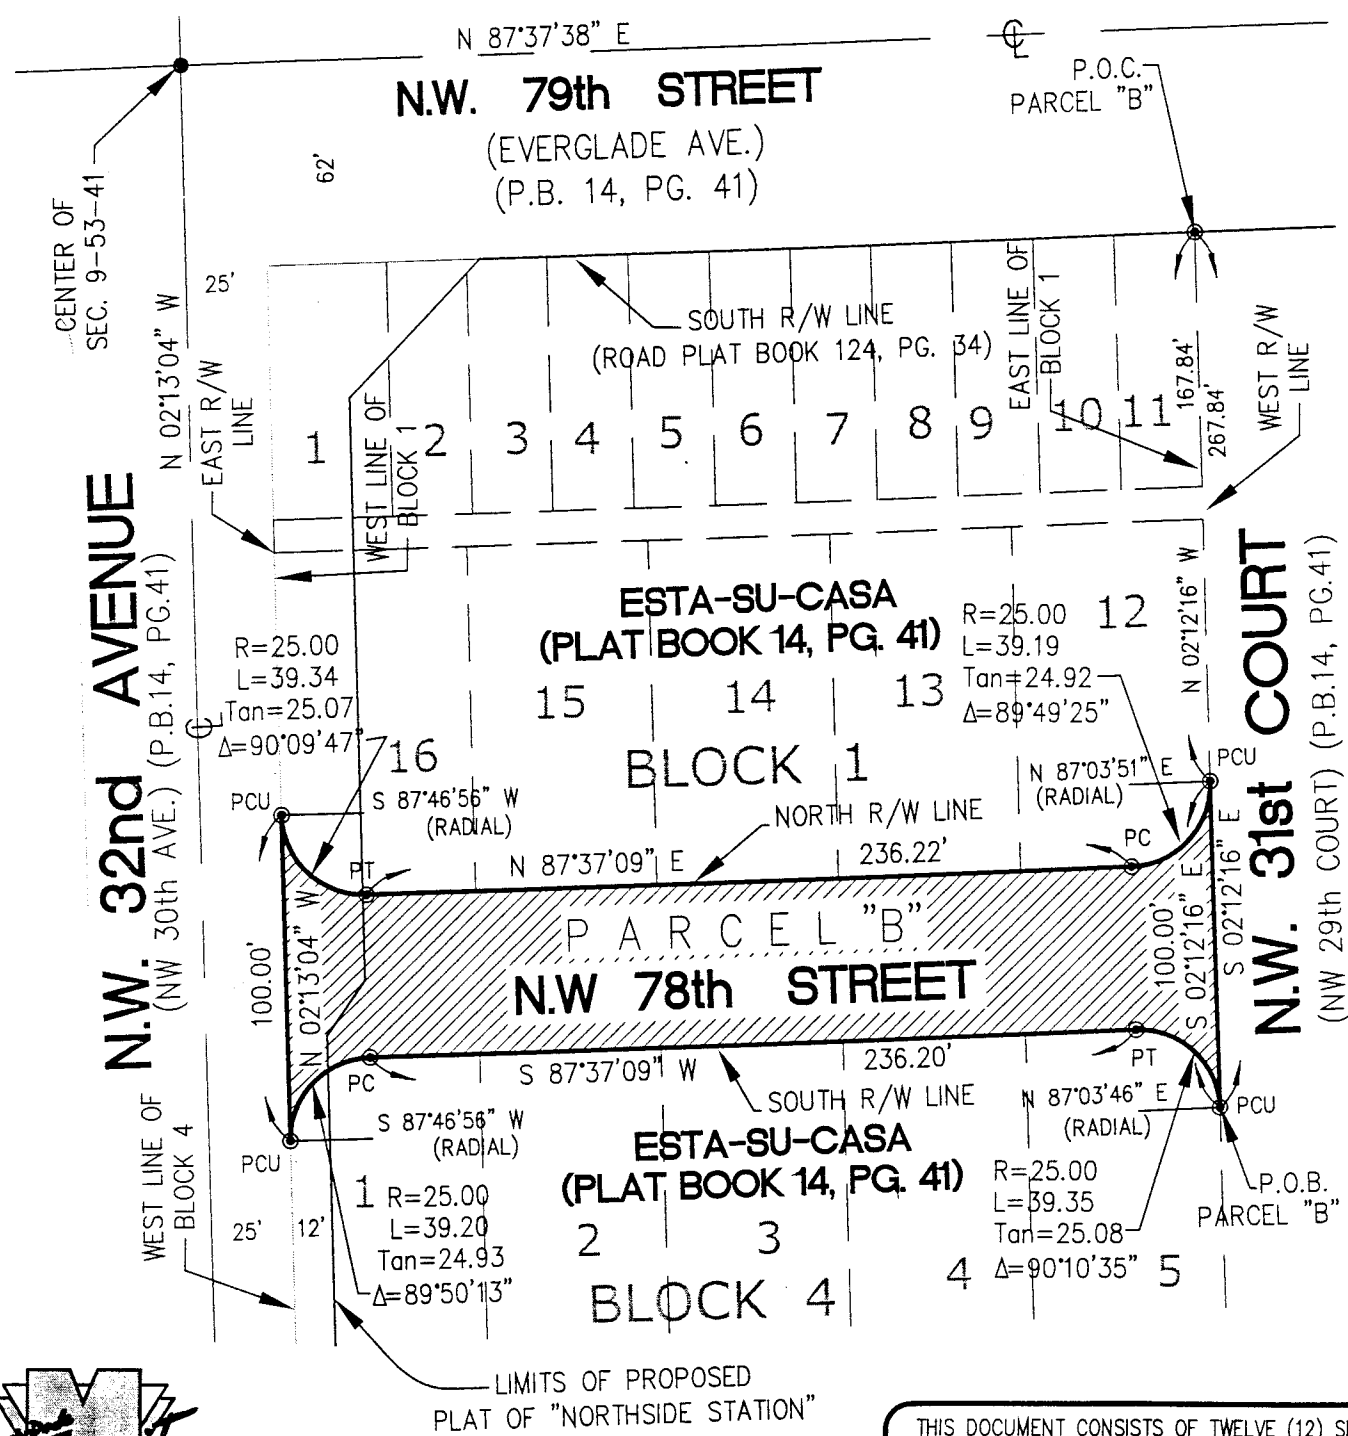 N 87°37'38" E
C
L
N.W. 79th STREET
(EVERGLADE AVE.)
(P.B. 14, PG. 41)
P.O.C.
PARCEL "B"
CENTER OF
SEC. 9-53-41
62'
25'
N 02°13'04" W
EAST R/W
LINE
SOUTH R/W LINE
(ROAD PLAT BOOK 124, PG. 34)
EAST LINE OF
BLOCK 1
167.84'
267.84'
WEST R/W
LINE
WEST LINE OF
BLOCK 1
1 2 3 4 5 6 7 8 9 10 11
N.W. 32nd AVENUE
(NW 30th AVE.) (P.B.14, PG.41)
C
L
ESTA-SU-CASA
(PLAT BOOK 14, PG. 41)
R=25.00
L=39.34
Tan=25.07
Δ=90°09'47"
R=25.00
L=39.19
Tan=24.92
Δ=89°49'25"
12
N 02°12'16" W
N.W. 31st COURT
(NW 29th COURT) (P.B.14, PG.41)
16 15 14 13
BLOCK 1
PCU
S 87°46'56" W
(RADIAL)
N 87°03'51" E
(RADIAL)
PCU
NORTH R/W LINE
PT
N 87°37'09" E
236.22'
PC
PARCEL "B"
N.W 78th STREET
100.00'
N 02°13'04" W
100.00'
S 02°12'16" E
S 02°12'16" E
PC
S 87°37'09" W
236.20'
PT
SOUTH R/W LINE
S 87°46'56" W
(RADIAL)
N 87°03'46" E
(RADIAL)
PCU
PCU
ESTA-SU-CASA
(PLAT BOOK 14, PG. 41)
WEST LINE OF
BLOCK 4
25'
12'
1
R=25.00
L=39.20
Tan=24.93
Δ=89°50'13"
R=25.00
L=39.35
Tan=25.08
Δ=90°10'35"
P.O.B.
PARCEL "B"
2 3 4 5
BLOCK 4
LIMITS OF PROPOSED
PLAT OF "NORTHSIDE STATION"
Dade
THIS DOCUMENT CONSISTS OF TWELVE (12)